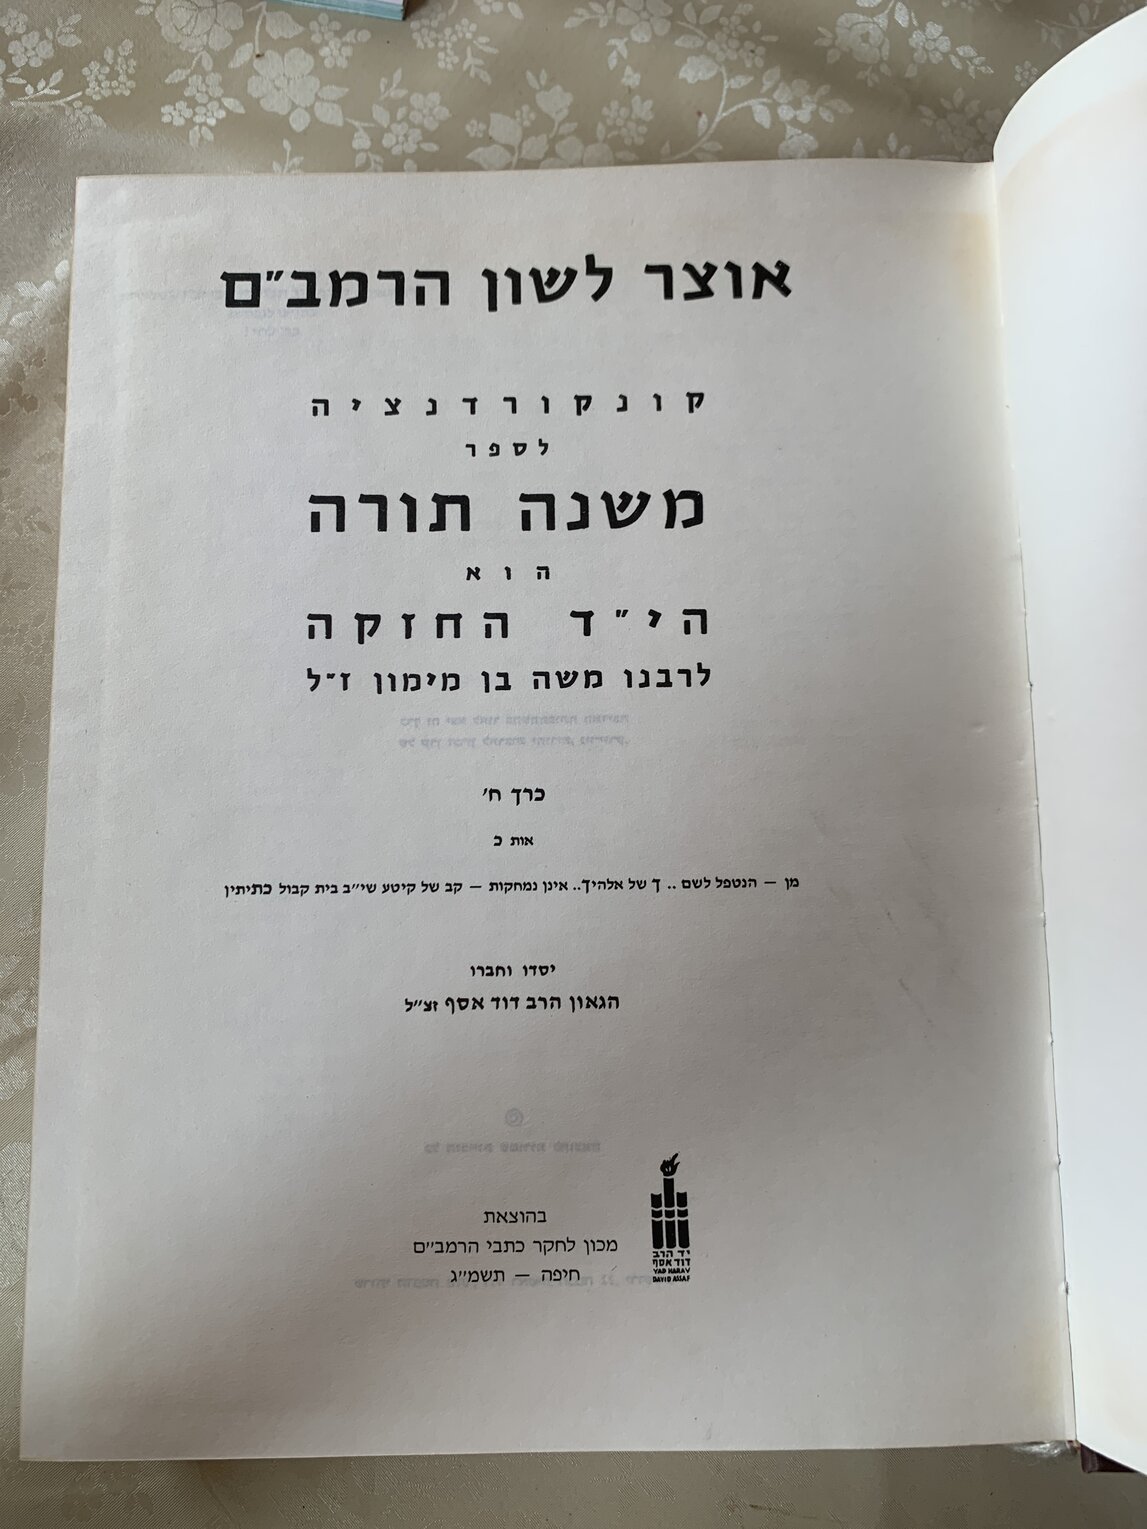 אוצר לשון הרמב״ם
קונקורדנציה
לספר
משנה תורה
הוא
הי״ד החזקה
לרבנו משה בן מימון ז״ל
כרך ח׳
אות כ
מן – הנטפל לשם .. ך של אלהיך.. אינן נמחקות – קב של קיטע שי״ב בית קבול כתיתין
יסדו וחברו
הגאון הרב דוד אסף זצ״ל
בהוצאת
מכון לחקר כתבי הרמב״ם
חיפה – תשמ״ג
יד הרב
דוד אסף
YAD HARAV
DAVID ASSAF